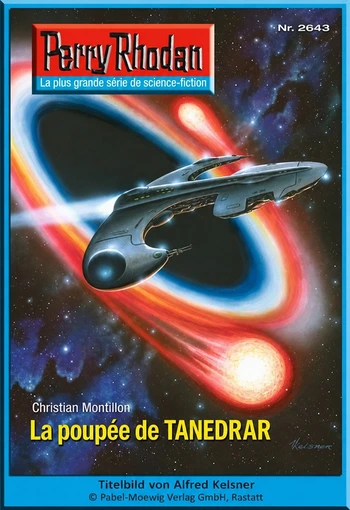 Nr. 2643
Perry Rhodan
La plus grande série de science-fiction
Christian Montillon
La poupée de TANEDRAR
Kelsner
Titelbild von Alfred Kelsner
© Pabel-Moewig Verlag GmbH, Rastatt